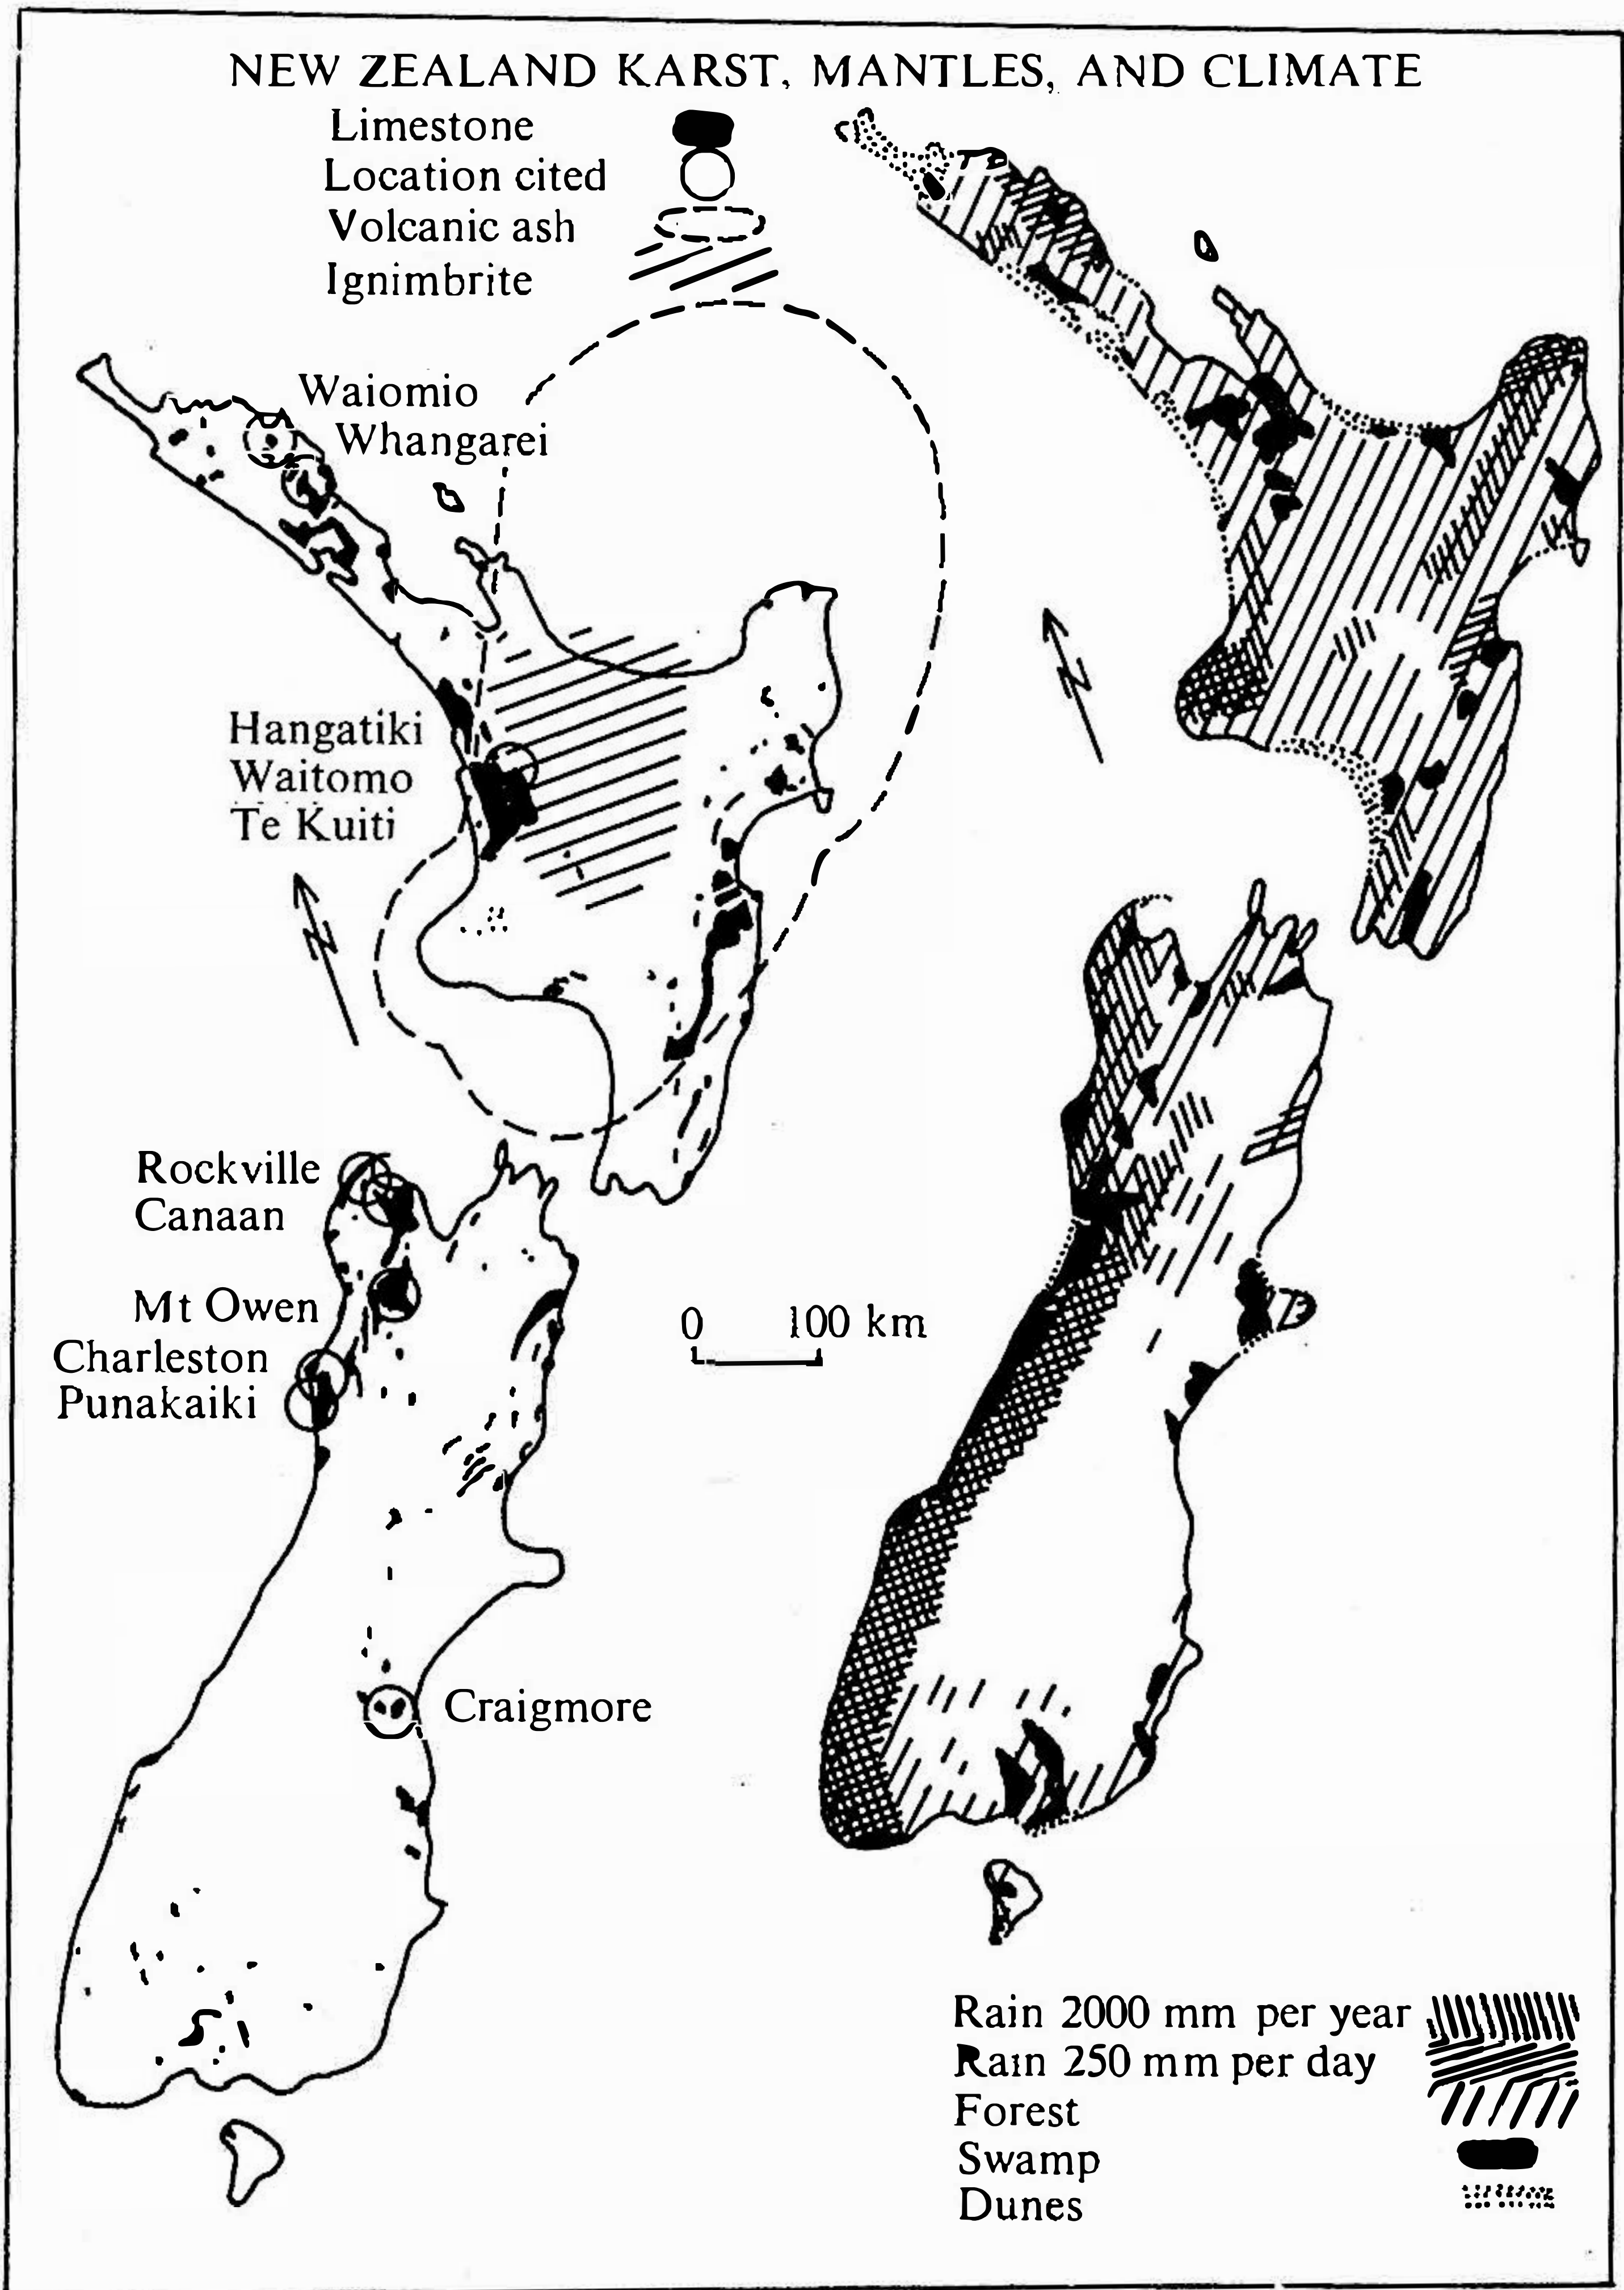 NEW ZEALAND KARST, MANTLES, AND CLIMATE
Limestone
Location cited
Volcanic ash
Ignimbrite
Waiomio
Whangarei
Hangatiki
Waitomo
Te Kuiti
Rockville
Canaan
Mt Owen
Charleston
Punakaiki
0 100 km
Craigmore
Rain 2000 mm per year
Rain 250 mm per day
Forest
Swamp
Dunes